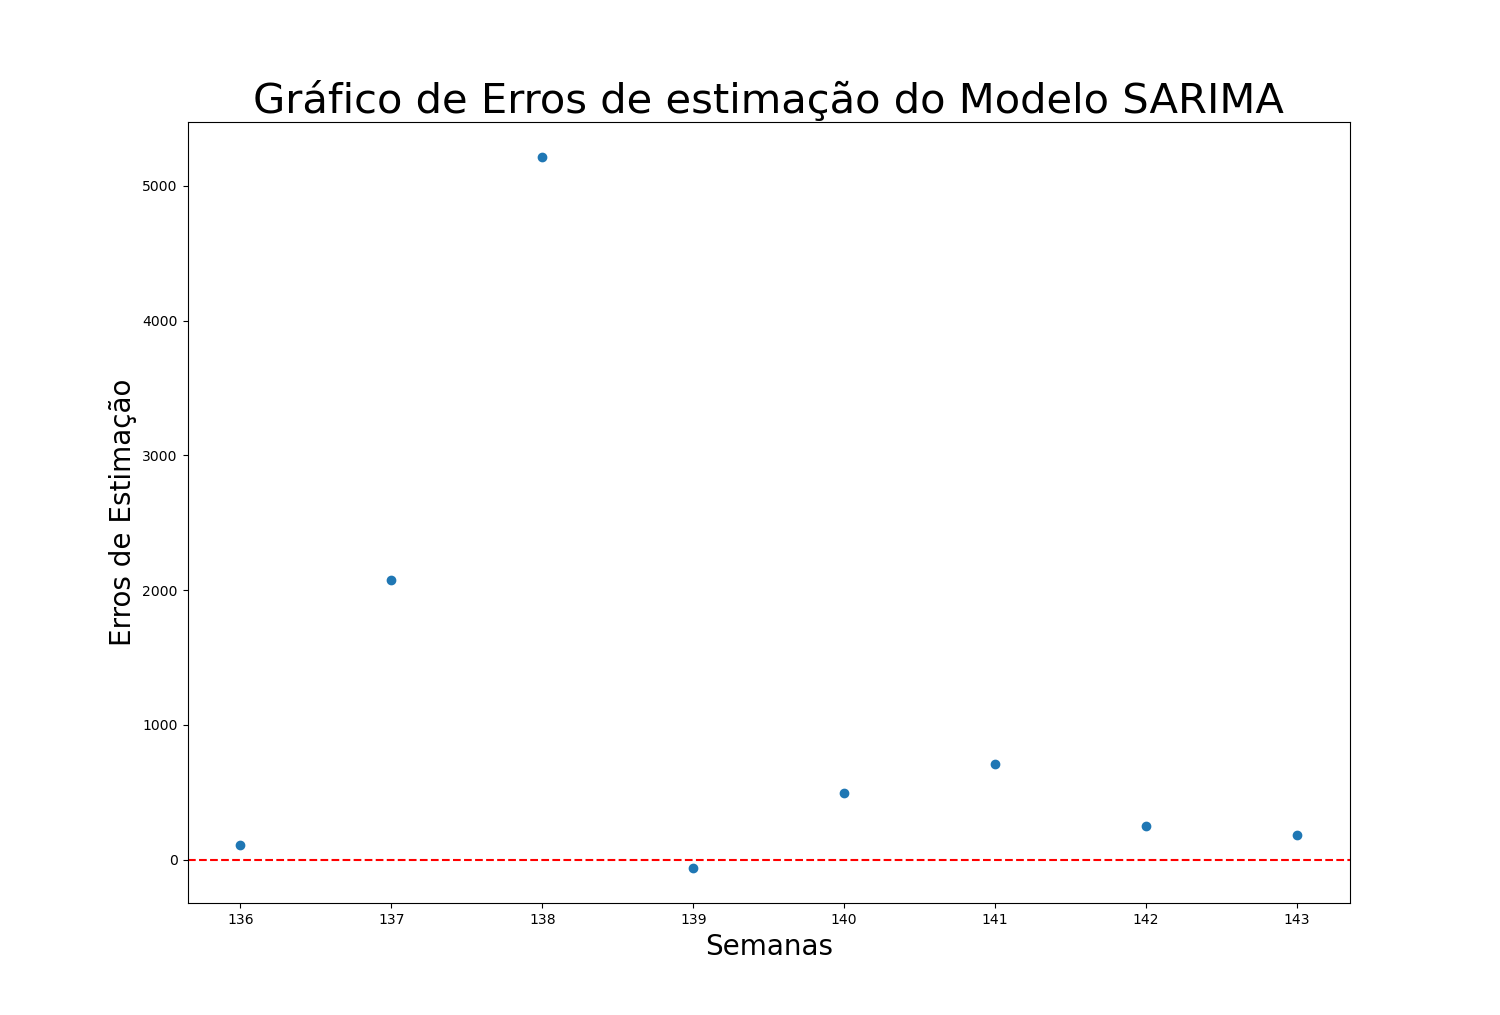 Gráfico de Erros de estimação do Modelo SARIMA
Erros de Estimação
5000
4000
3000
2000
1000
0
136 137 138 139 140 141 142 143
Semanas